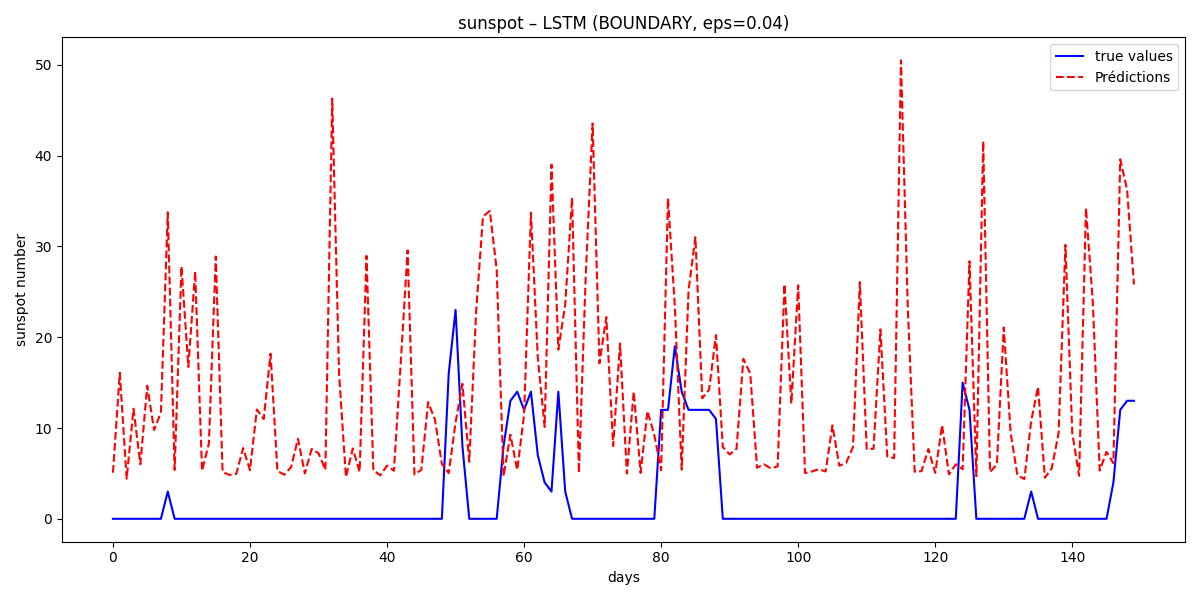 sunspot – LSTM (BOUNDARY, eps=0.04)
true values
Prédictions
sunspot number
50
40
30
20
10
0
0 20 40 60 80 100 120 140
days